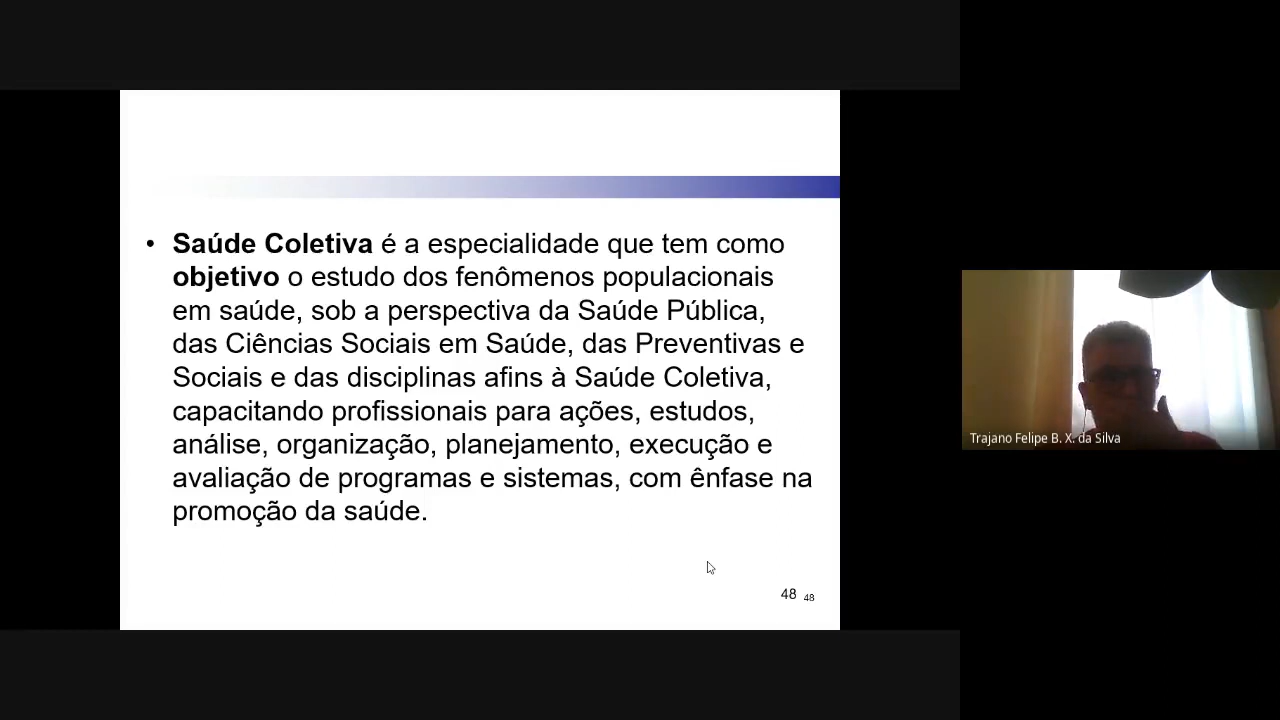 • Saúde Coletiva é a especialidade que tem como
objetivo o estudo dos fenômenos populacionais
em saúde, sob a perspectiva da Saúde Pública,
das Ciências Sociais em Saúde, das Preventivas e
Sociais e das disciplinas afins à Saúde Coletiva,
capacitando profissionais para ações, estudos,
análise, organização, planejamento, execução e
avaliação de programas e sistemas, com ênfase na
promoção da saúde.
48 48
Trajano Felipe B. X. da Silva